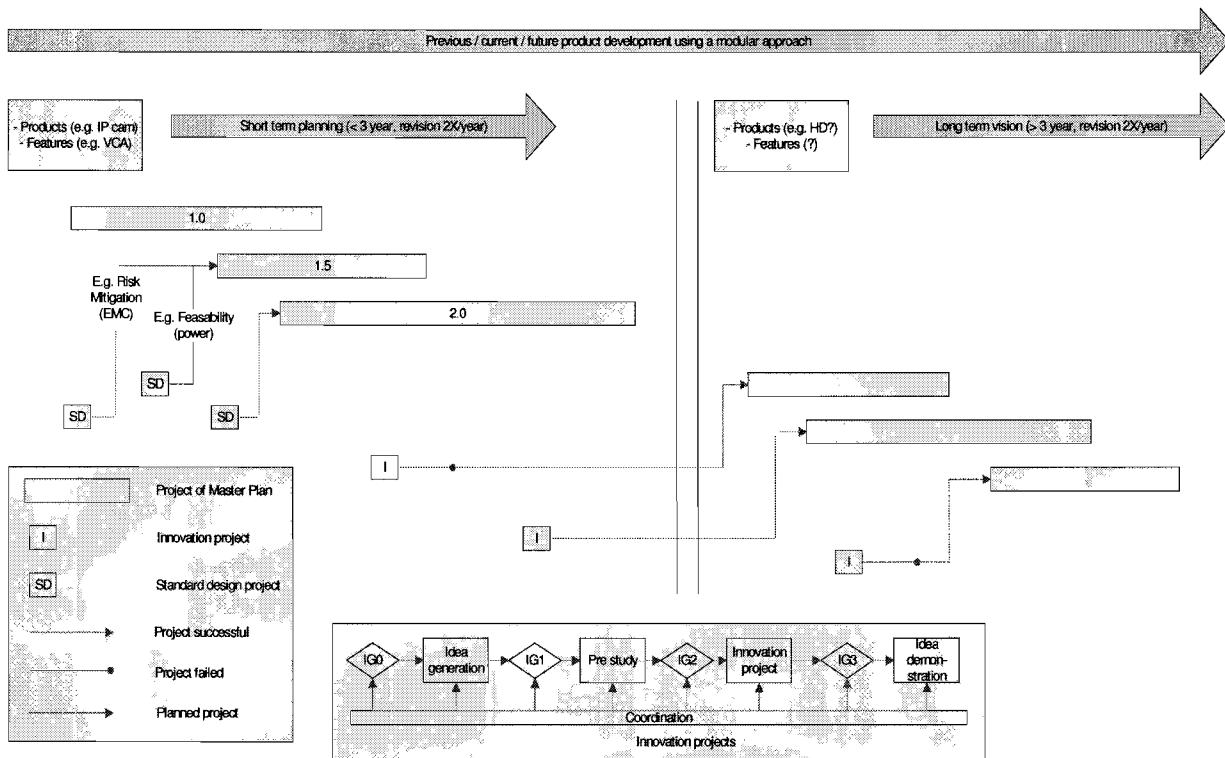 Previous / current / future product development using a modular approach
- Products (e.g. IP cam)
- Features (e.g. VCA)
Short term planning (< 3 year, revision 2X/year)
- Products (e.g. HD?)
- Features (?)
Long term vision (> 3 year, revision 2X/year)
1.0
1.5
E.g. Risk
Mitigation
(EMC)
E.g. Feasability
(power)
2.0
SD
SD
SD
I
I
I
Project of Master Plan
I
Innovation project
SD
Standard design project
Project successful
Project failed
Planned project
IG0
Idea
generation
IG1
Pre study
IG2
Innovation
project
IG3
Idea
demon-
stration
Coordination
Innovation projects